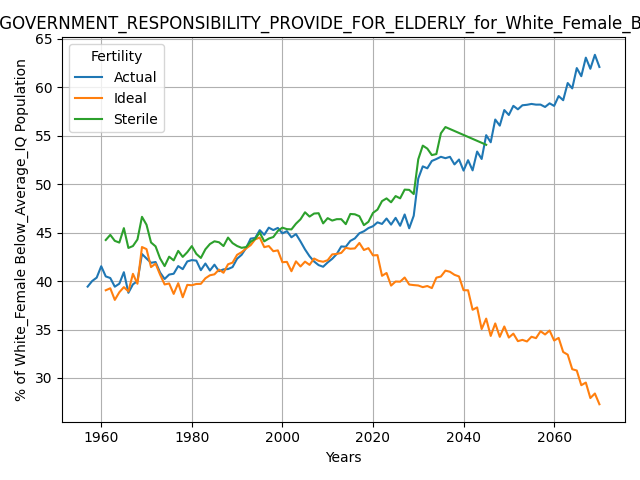 GOVERNMENT_RESPONSIBILITY_PROVIDE_FOR_ELDERLY_for_White_Female_B
% of White_Female Below_Average_IQ Population
65
60
55
50
45
40
35
30
Fertility
Actual
Ideal
Sterile
1960 1980 2000 2020 2040 2060
Years